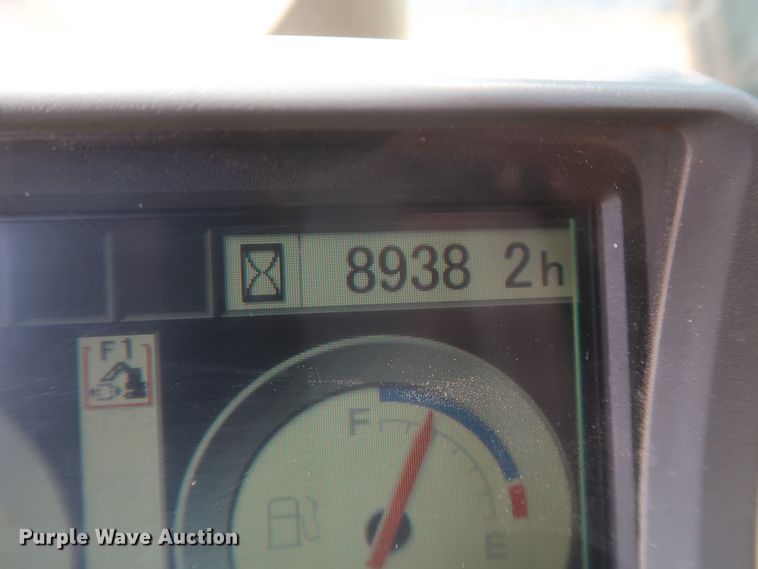 8938 2h
F1
F
E
Purple Wave Auction